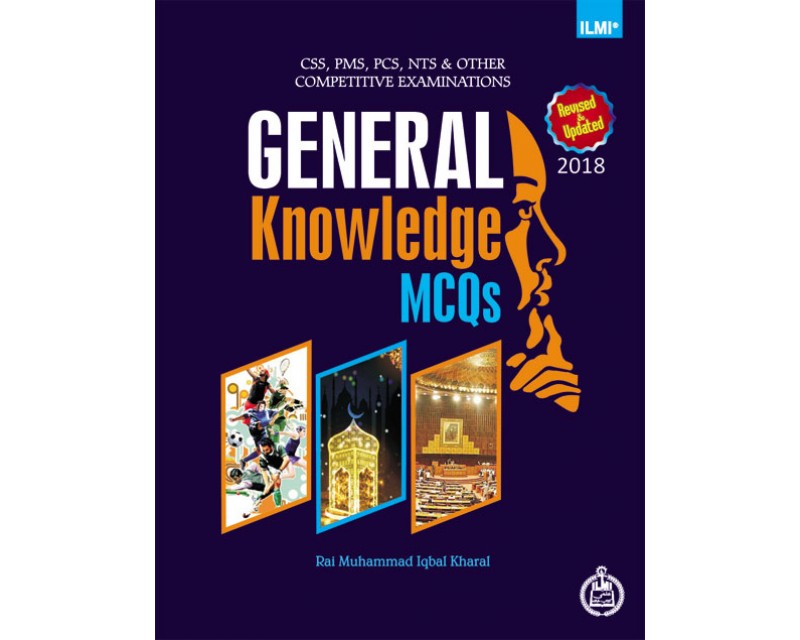 ILMI®
CSS, PMS, PCS, NTS & OTHER
COMPETITIVE EXAMINATIONS
Revised
&
Updated
2018
GENERAL
Knowledge
MCQs
Rai Muhammad Iqbal Kharal